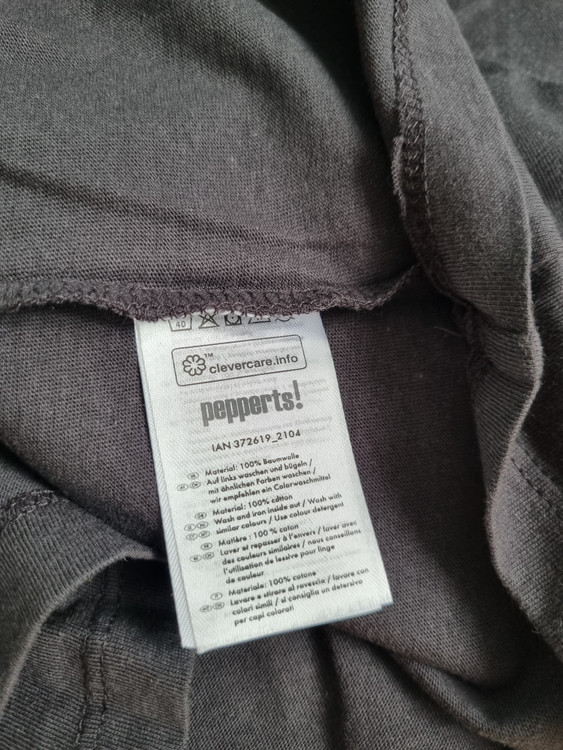 40
clevercare.info
pepperts!
IAN 372619_2104
Material: 100% Baumwolle
Auf links waschen und bügeln /
mit ähnlichen Farben waschen /
wir empfehlen ein Colorwaschmittel
Material: 100% cotton
Wash and iron inside out / Wash with
similar colours / Use colour detergent
Matière : 100 % coton
Laver et repasser à l'envers / laver avec
des couleurs similaires / nous conseillons
l'utilisation de lessive pour linge
de couleur
Materiale: 100% cotone
Lavare e stirare al rovescio / lavare con
colori simili / si consiglia un detersivo
per capi colorati